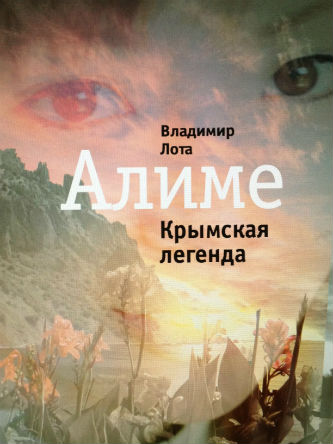 Владимир
Лота
Алиме
Крымская
легенда